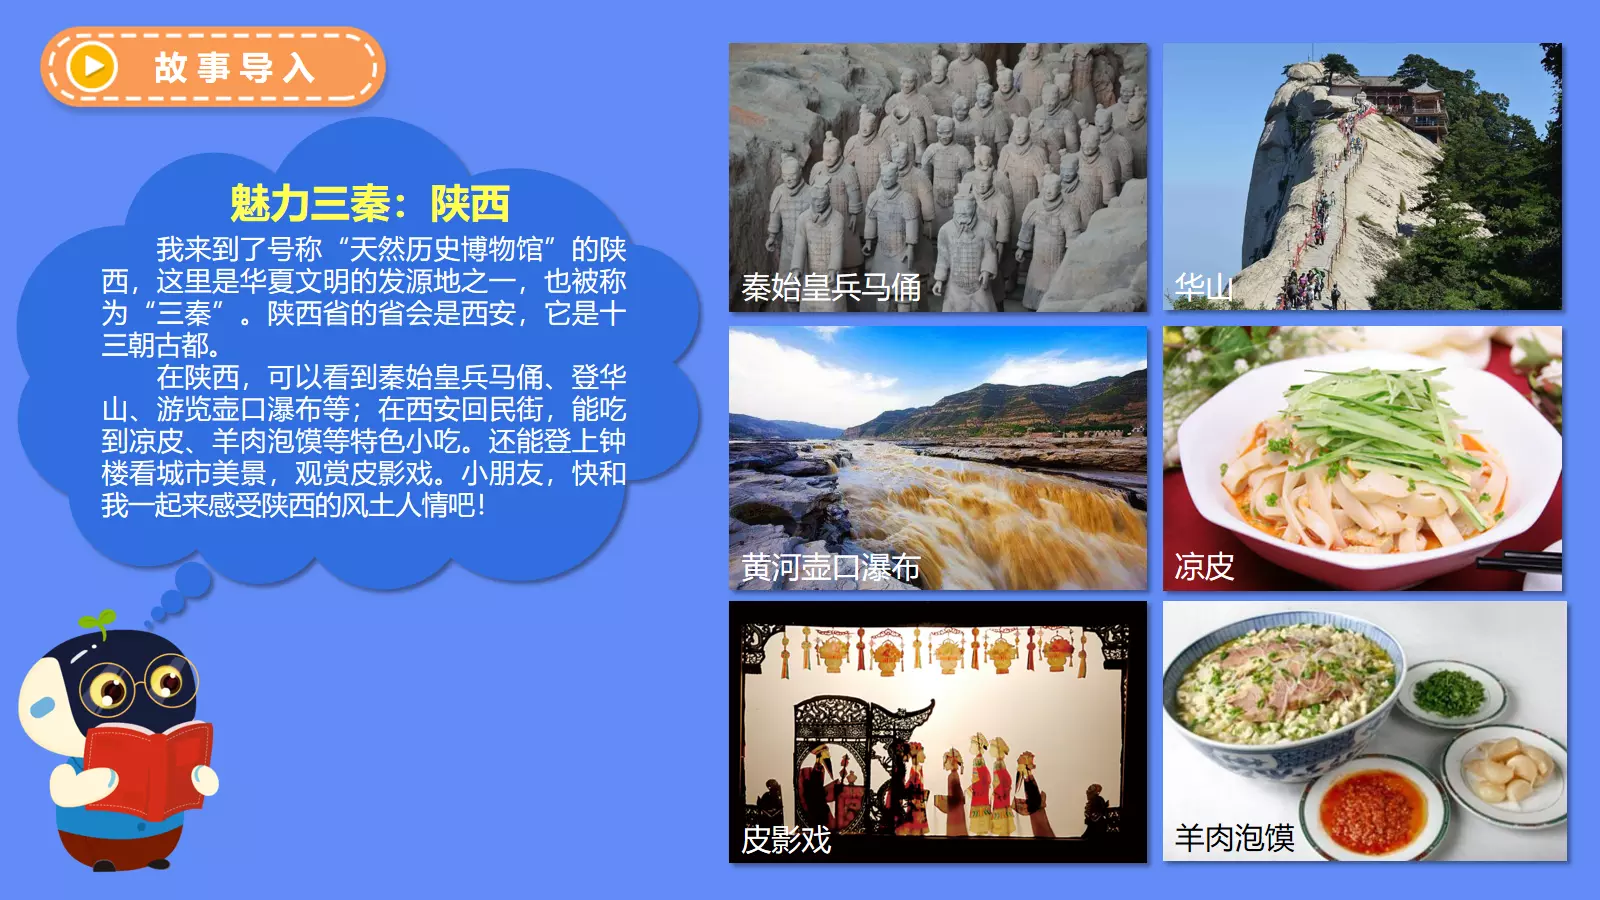 故事导入
魅力三秦：陕西
我来到了号称“天然历史博物馆”的陕
西，这里是华夏文明的发源地之一，也被称
为“三秦”。陕西省的省会是西安，它是十
三朝古都。
在陕西，可以看到秦始皇兵马俑、登华
山、游览壶口瀑布等；在西安回民街，能吃
到凉皮、羊肉泡馍等特色小吃。还能登上钟
楼看城市美景，观赏皮影戏。小朋友，快和
我一起来感受陕西的风土人情吧！
秦始皇兵马俑
华山
黄河壶口瀑布
凉皮
皮影戏
羊肉泡馍